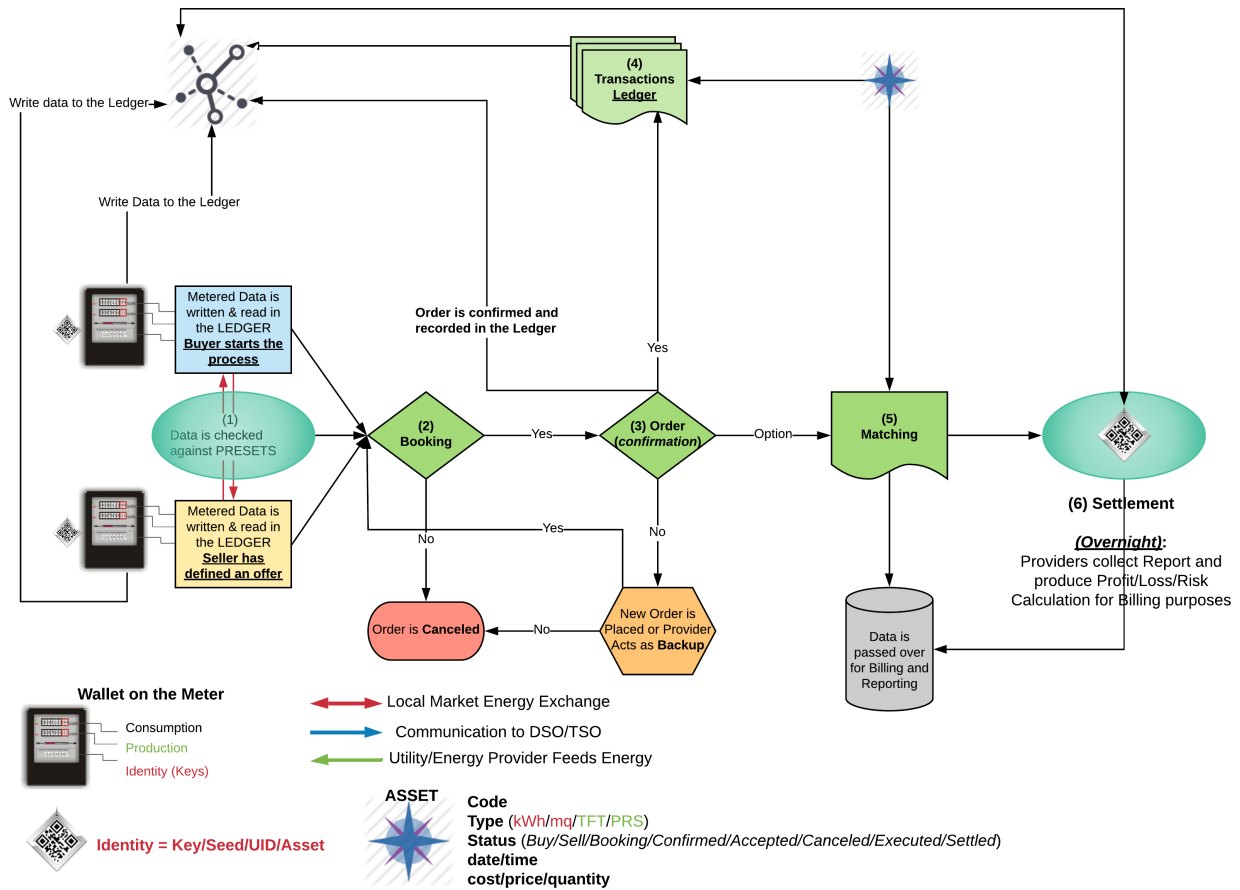 (4)
Transactions
Ledger
Write data to the Ledger
Write Data to the Ledger
Metered Data is
written & read in
the LEDGER
Buyer starts the
process
Order is confirmed and
recorded in the Ledger
Yes
(1)
Data is checked
against PRESETS
(2)
Booking
Yes
(3) Order
(confirmation)
Option
(5)
Matching
Metered Data is
written & read in
the LEDGER
Seller has
defined an offer
No
Yes
No
(6) Settlement
(Overnight):
Providers collect Report and
produce Profit/Loss/Risk
Calculation for Billing purposes
Order is Canceled
No
New Order is
Placed or Provider
Acts as Backup
Data is
passed over
for Billing and
Reporting
Wallet on the Meter
Consumption
Production
Identity (Keys)
Local Market Energy Exchange
Communication to DSO/TSO
Utility/Energy Provider Feeds Energy
Identity = Key/Seed/UID/Asset
ASSET
Code
Type (kWh/mq/TFT/PRS)
Status (Buy/Sell/Booking/Confirmed/Accepted/Canceled/Executed/Settled)
date/time
cost/price/quantity